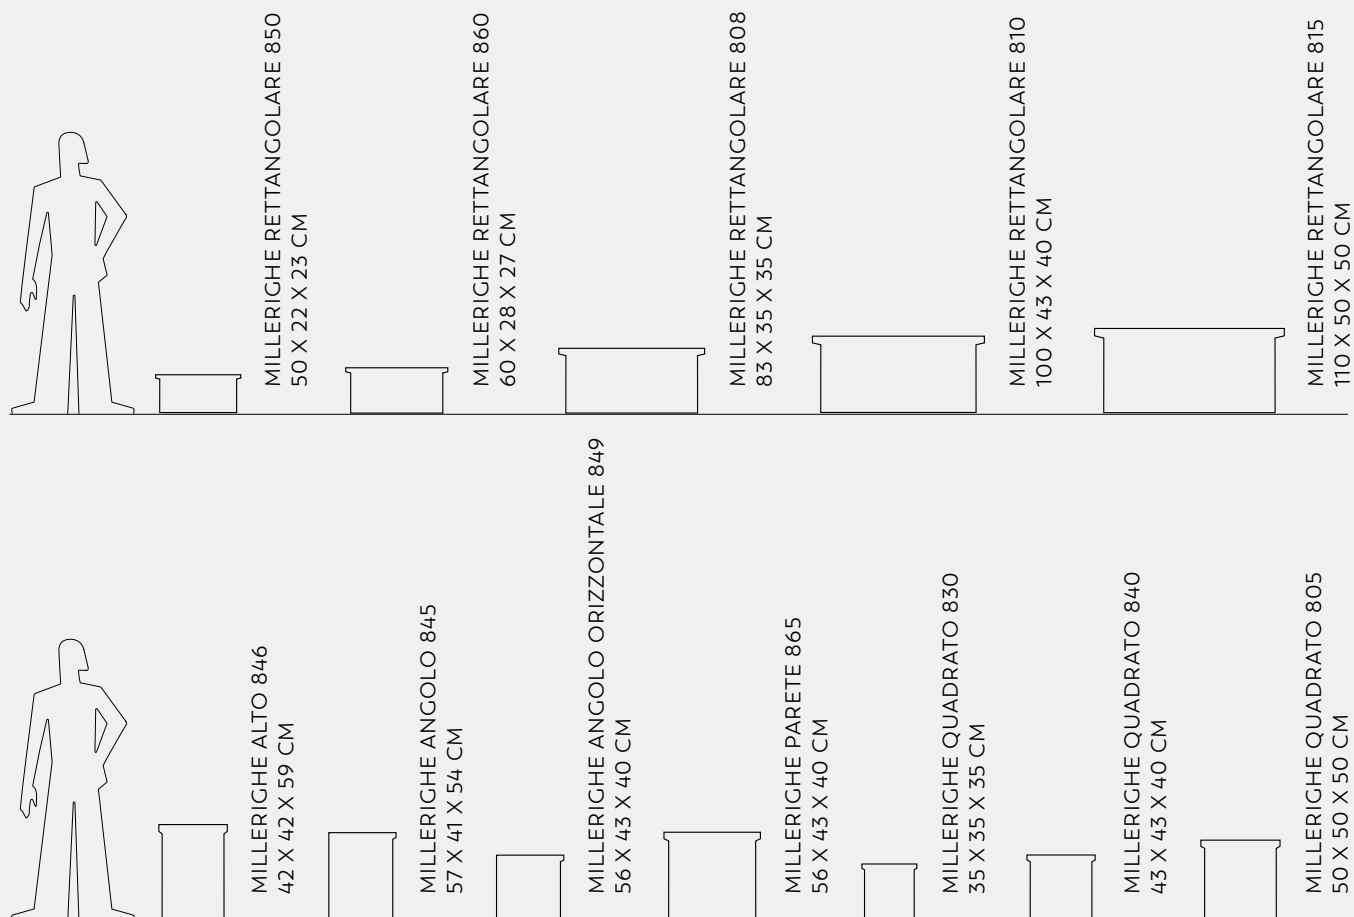 MILLERIGHE RETTANGOLARE 850
50 X 22 X 23 CM
MILLERIGHE RETTANGOLARE 860
60 X 28 X 27 CM
MILLERIGHE RETTANGOLARE 808
83 X 35 X 35 CM
MILLERIGHE RETTANGOLARE 810
100 X 43 X 40 CM
MILLERIGHE RETTANGOLARE 815
110 X 50 X 50 CM
MILLERIGHE ALTO 846
42 X 42 X 59 CM
MILLERIGHE ANGOLO 845
57 X 41 X 54 CM
MILLERIGHE ANGOLO ORIZZONTALE 849
56 X 43 X 40 CM
MILLERIGHE PARETE 865
56 X 43 X 40 CM
MILLERIGHE QUADRATO 830
35 X 35 X 35 CM
MILLERIGHE QUADRATO 840
43 X 43 X 40 CM
MILLERIGHE QUADRATO 805
50 X 50 X 50 CM